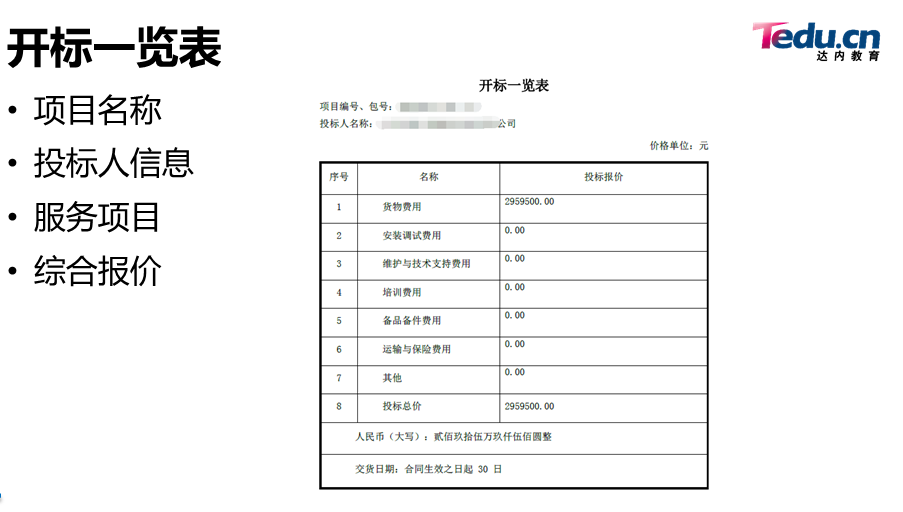 开标一览表
Tedu.cn
达内教育
• 项目名称
• 投标人信息
• 服务项目
• 综合报价
开标一览表
项目编号、包号：
投标人名称： 公司
价格单位：元
序号 名称 投标报价
1 货物费用 2959500.00
2 安装调试费用 0.00
3 维护与技术支持费用 0.00
4 培训费用 0.00
5 备品备件费用 0.00
6 运输与保险费用 0.00
7 其他 0.00
8 投标总价 2959500.00
人民币（大写）：贰佰玖拾伍万玖仟伍佰圆整
交货日期：合同生效之日起 30 日